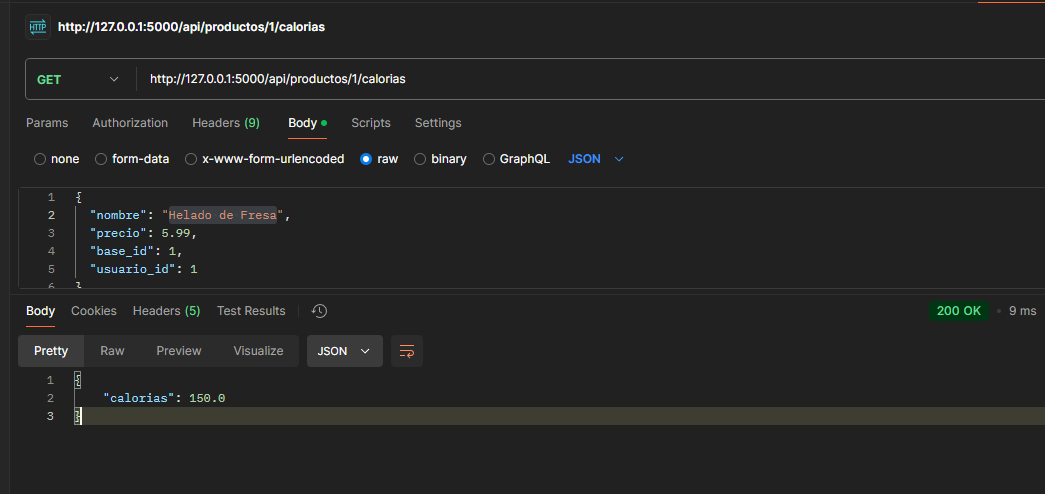 HTTP http://127.0.0.1:5000/api/productos/1/calorias
GET http://127.0.0.1:5000/api/productos/1/calorias
Params Authorization Headers (9) Body Scripts Settings
none form-data x-www-form-urlencoded raw binary GraphQL JSON
1 {
2 "nombre": "Helado de Fresa",
3 "precio": 5.99,
4 "base_id": 1,
5 "usuario_id": 1
6 }
Body Cookies Headers (5) Test Results 200 OK • 9 ms
Pretty Raw Preview Visualize JSON
1 {
2 "calorias": 150.0
3 }